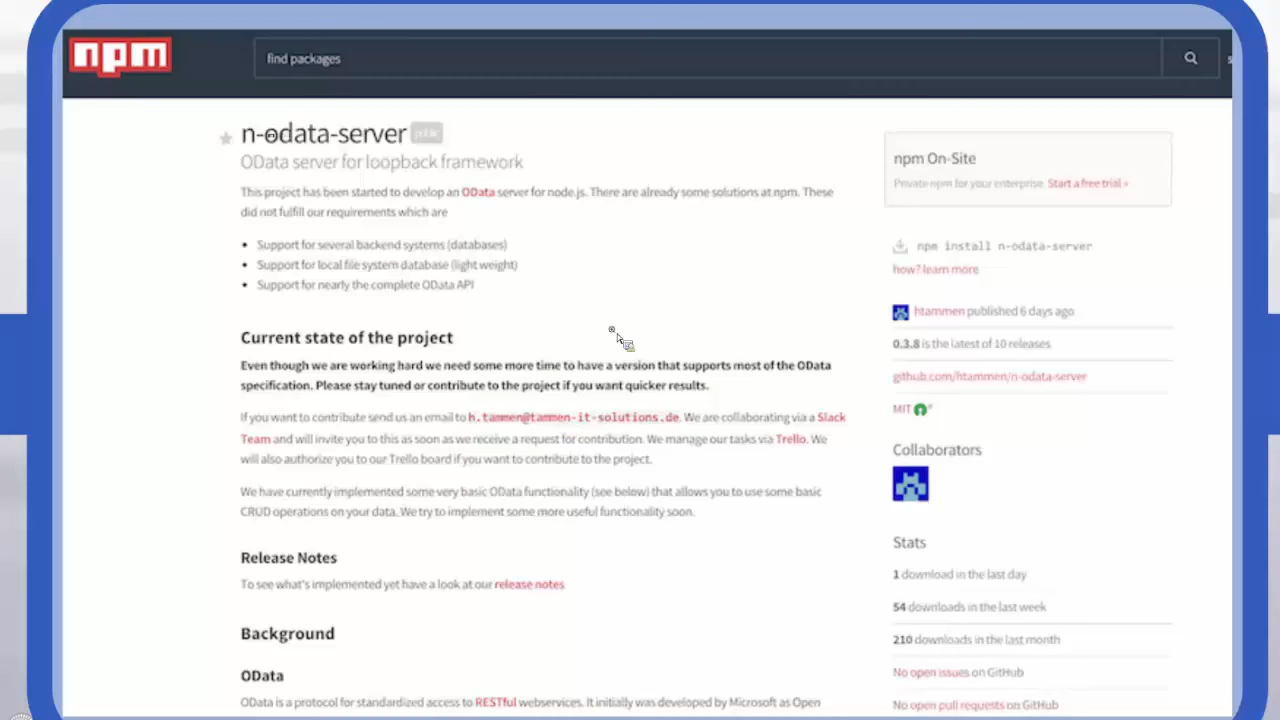 npm
find packages
n-odata-server public
OData server for loopback framework
This project has been started to develop an OData server for node.js. There are already some solutions at npm. These
did not fulfill our requirements which are
Support for several backend systems (databases)
Support for local file system database (light weight)
Support for nearly the complete OData API
Current state of the project
Even though we are working hard we need some more time to have a version that supports most of the OData
specification. Please stay tuned or contribute to the project if you want quicker results.
If you want to contribute send us an email to h.tammen@tammen-it-solutions.de. We are collaborating via a Slack
Team and will invite you to this as soon as we receive a request for contribution. We manage our tasks via Trello. We
will also authorize you to our Trello board if you want to contribute to the project.
We have currently implemented some very basic OData functionality (see below) that allows you to use some basic
CRUD operations on your data. We try to implement some more useful functionality soon.
Release Notes
To see what's implemented yet have a look at our release notes
Background
OData
OData is a protocol for standardized access to RESTful webservices. It initially was developed by Microsoft as Open
npm On-Site
Private npm for your enterprise. Start a free trial »
npm install n-odata-server
how? learn more
htammen published 6 days ago
0.3.8 is the latest of 10 releases
github.com/htammen/n-odata-server
MIT
Collaborators
Stats
1 download in the last day
54 downloads in the last week
210 downloads in the last month
No open issues on GitHub
No open pull requests on GitHub